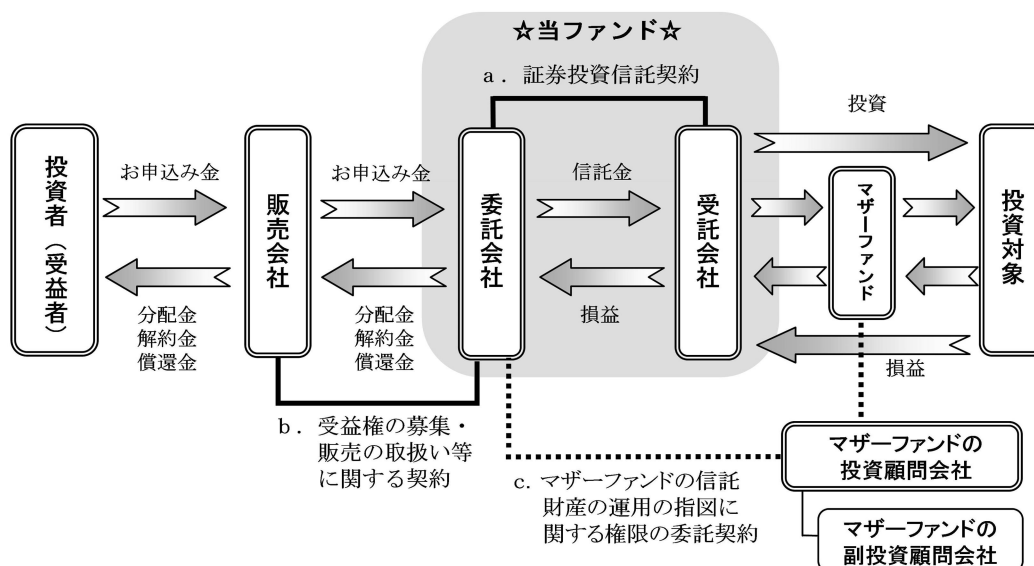 ☆当ファンド☆
a．証券投資信託契約
投資者（受益者）
お申込み金
分配金
解約金
償還金
販売会社
お申込み金
分配金
解約金
償還金
委託会社
信託金
損益
受託会社
投資
マザーファンド
損益
投資対象
b．受益権の募集・
販売の取扱い等
に関する契約
c．マザーファンドの信託
財産の運用の指図に
関する権限の委託契約
マザーファンドの
投資顧問会社
マザーファンドの
副投資顧問会社